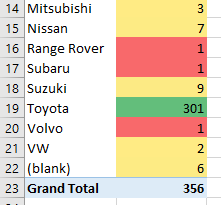 14 Mitsubishi 3
15 Nissan 7
16 Range Rover 1
17 Subaru 1
18 Suzuki 9
19 Toyota 301
20 Volvo 1
21 VW 2
22 (blank) 6
23 Grand Total 356